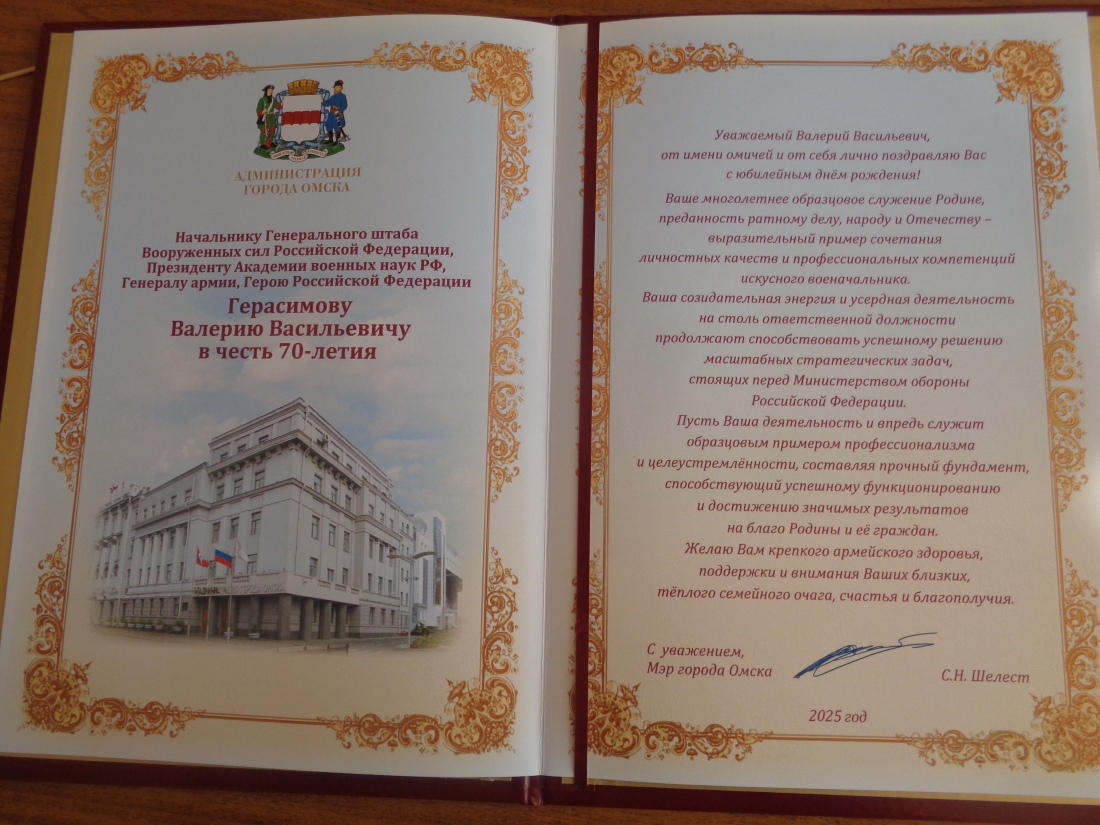 АДМИНИСТРАЦИЯ
ГОРОДА ОМСКА
Начальнику Генерального штаба
Вооруженных сил Российской Федерации,
Президенту Академии военных наук РФ,
Генералу армии, Герою Российской Федерации
Герасимову
Валерию Васильевичу
в честь 70-летия
Уважаемый Валерий Васильевич,
от имени омичей и от себя лично поздравляю Вас
с юбилейным днём рождения!
Ваше многолетнее образцовое служение Родине,
преданность ратному делу, народу и Отечеству –
выразительный пример сочетания
личностных качеств и профессиональных компетенций
искусного военачальника.
Ваша созидательная энергия и усердная деятельность
на столь ответственной должности
продолжают способствовать успешному решению
масштабных стратегических задач,
стоящих перед Министерством обороны
Российской Федерации.
Пусть Ваша деятельность и впредь служит
образцовым примером профессионализма
и целеустремлённости, составляя прочный фундамент,
способствующий успешному функционированию
и достижению значимых результатов
на благо Родины и её граждан.
Желаю Вам крепкого армейского здоровья,
поддержки и внимания Ваших близких,
тёплого семейного очага, счастья и благополучия.
С уважением,
Мэр города Омска
С.Н. Шелест
2025 год